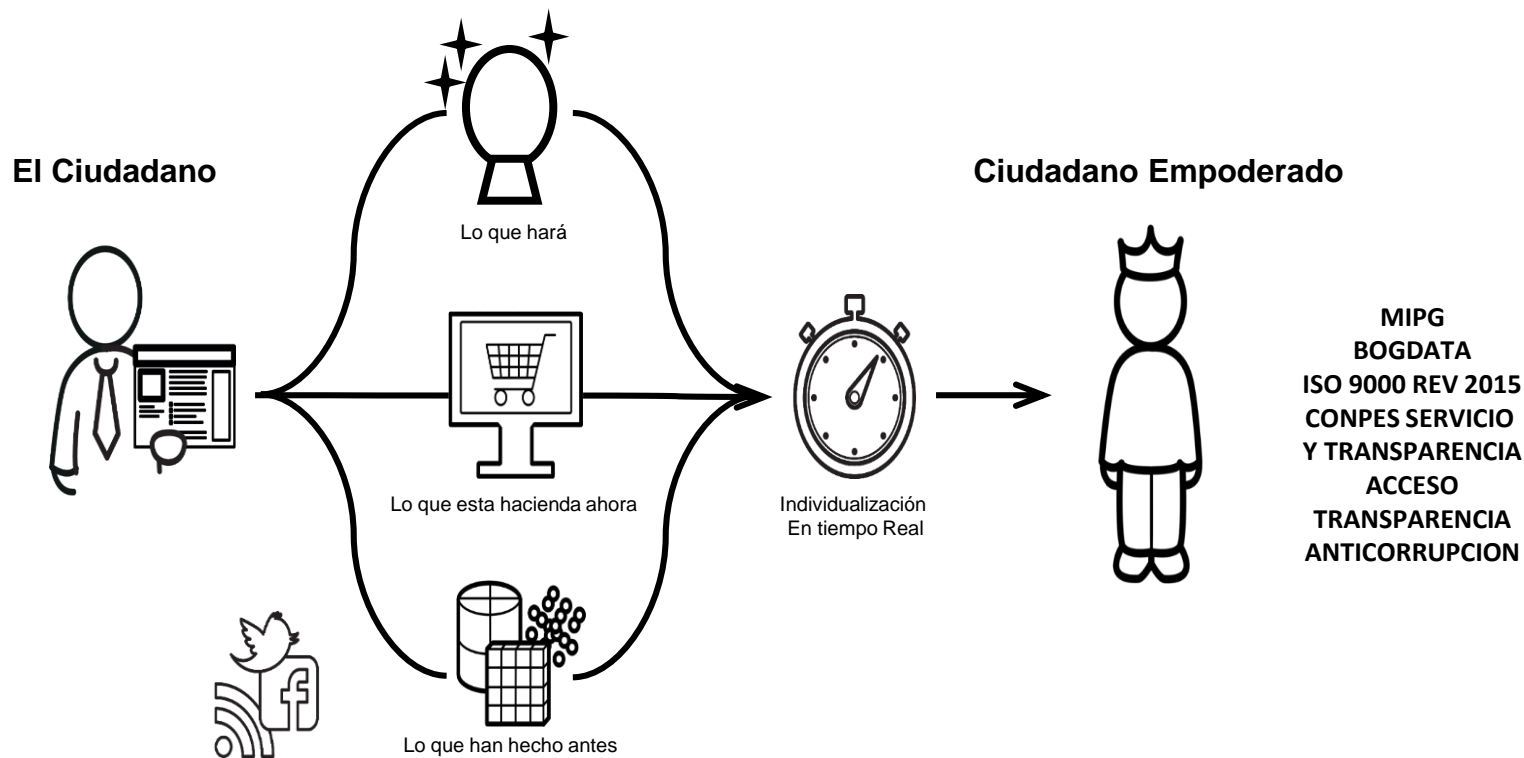 El Ciudadano
Lo que hará
Lo que esta hacienda ahora
Lo que han hecho antes
Individualización
En tiempo Real
Ciudadano Empoderado
MIPG
BOGDATA
ISO 9000 REV 2015
CONPES SERVICIO
Y TRANSPARENCIA
ACCESO
TRANSPARENCIA
ANTICORRUPCION